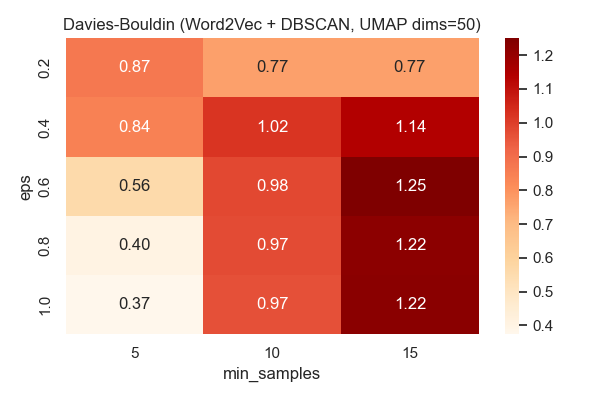 Davies-Bouldin (Word2Vec + DBSCAN, UMAP dims=50)
eps
0.2 0.87 0.77 0.77
0.4 0.84 1.02 1.14
0.6 0.56 0.98 1.25
0.8 0.40 0.97 1.22
1.0 0.37 0.97 1.22
5 10 15
min_samples
1.2
1.1
1.0
0.9
0.8
0.7
0.6
0.5
0.4